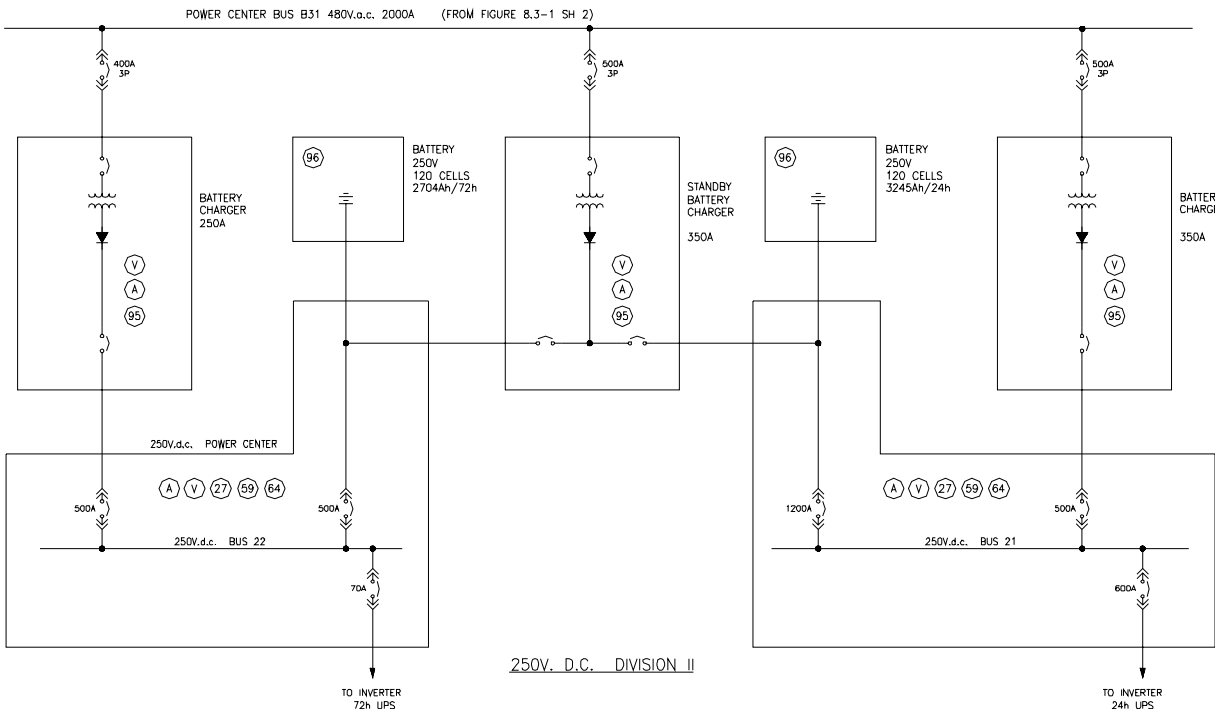 POWER CENTER BUS B31 480V.a.c. 2000A (FROM FIGURE 8.3-1 SH 2)
400A
3P
500A
3P
500A
3P
BATTERY
CHARGER
250A
96
BATTERY
250V
120 CELLS
2704Ah/72h
STANDBY
BATTERY
CHARGER
350A
96
BATTERY
250V
120 CELLS
3245Ah/24h
BATTER
CHARG
350A
V
A
95
V
A
95
V
A
95
250V.d.c. POWER CENTER
A V 27 59 64
A V 27 59 64
500A
500A
1200A
500A
250V.d.c. BUS 22
250V.d.c. BUS 21
70A
600A
250V. D.C. DIVISION II
TO INVERTER
72h UPS
TO INVERTER
24h UPS